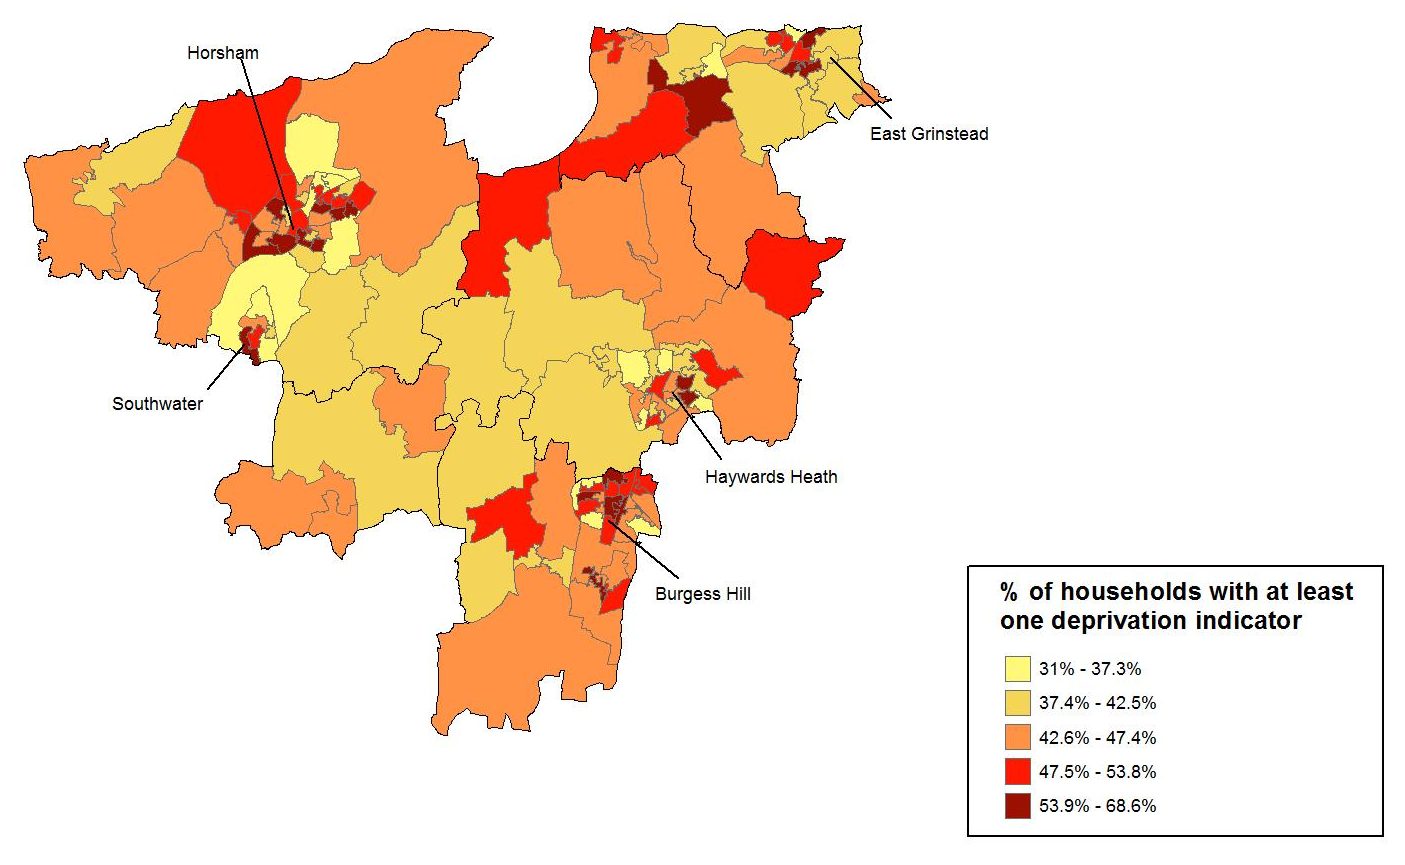 Horsham
East Grinstead
Southwater
Haywards Heath
Burgess Hill
% of households with at least
one deprivation indicator
31% - 37.3%
37.4% - 42.5%
42.6% - 47.4%
47.5% - 53.8%
53.9% - 68.6%